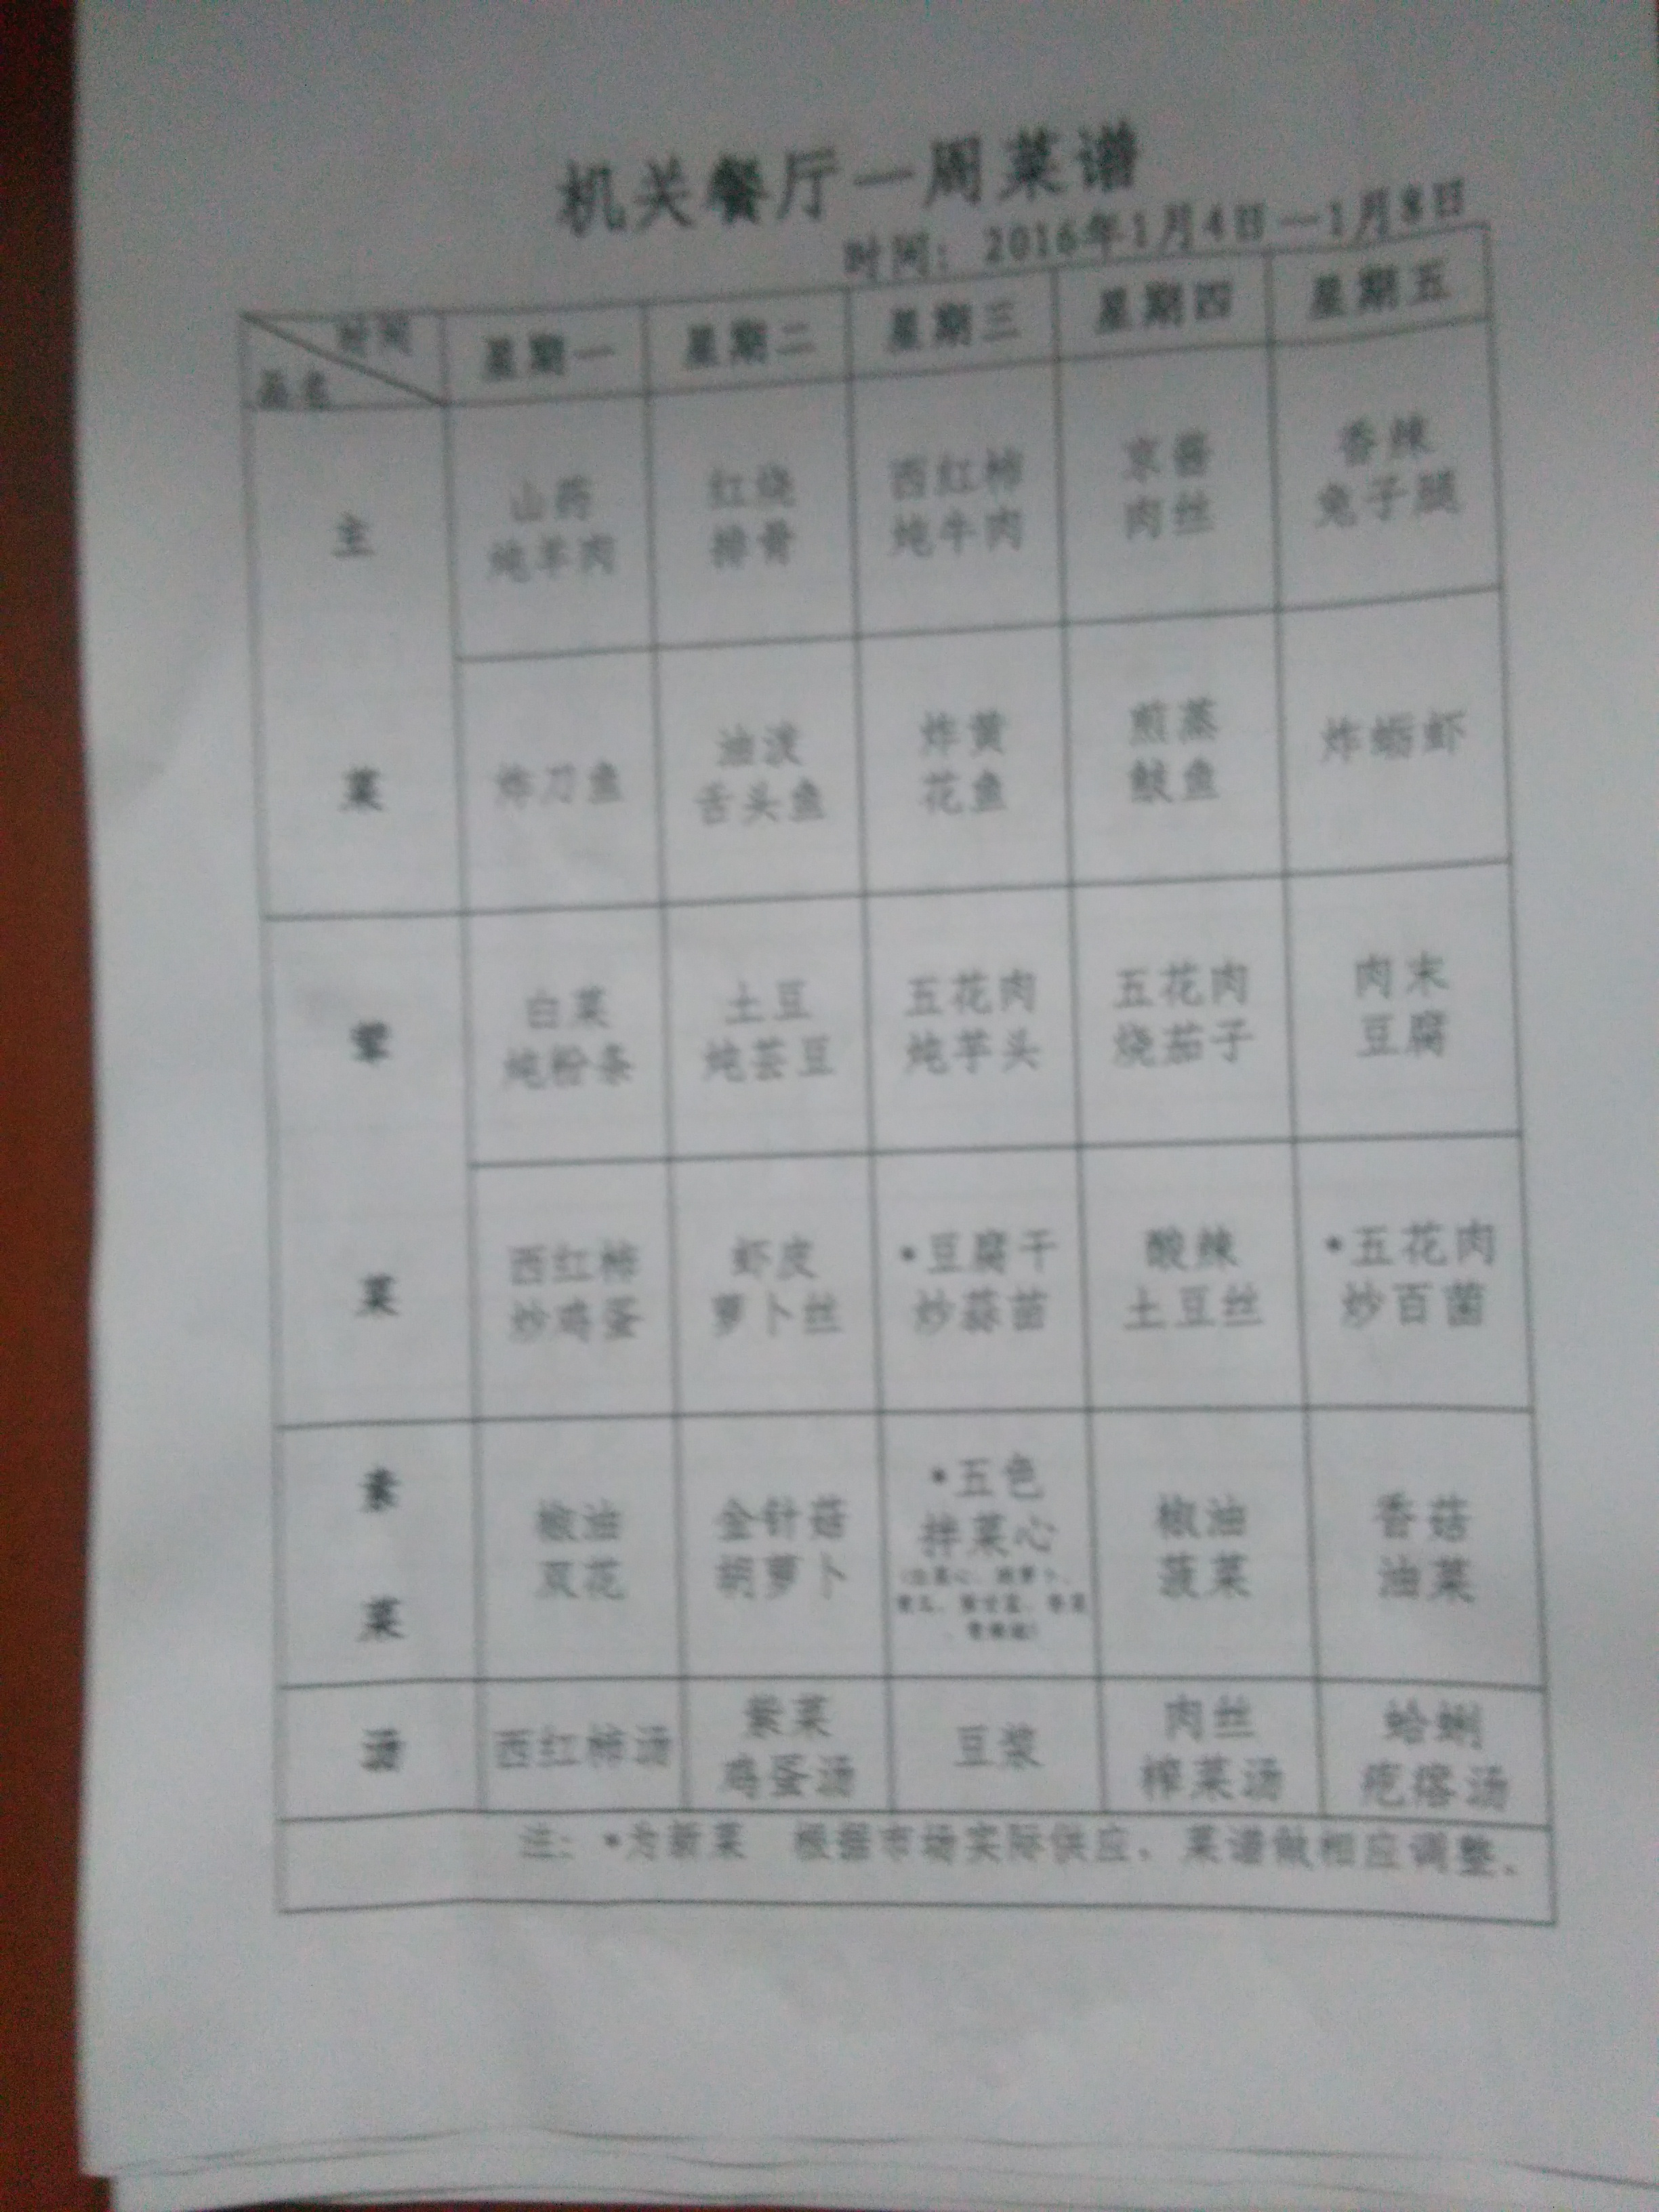 机关餐厅一周菜谱
时间：2016年1月4日—1月8日
时间
品名
星期一 星期二 星期三 星期四 星期五
主
菜
山药
炖羊肉
红烧
排骨
西红柿
炖牛肉
京酱
肉丝
香辣
兔子腿
炸刀鱼
油泼
舌头鱼
炸黄
花鱼
煎蒸
鲅鱼
炸蛎虾
荤
菜
白菜
炖粉条
土豆
炖芸豆
五花肉
炖芋头
五花肉
烧茄子
肉末
豆腐
西红柿
炒鸡蛋
虾皮
萝卜丝
*豆腐干
炒蒜苗
酸辣
土豆丝
*五花肉
炒百菌
素
菜
椒油
双花
金针菇
胡萝卜
*五色
拌菜心
椒油
菠菜
香菇
油菜
汤
西红柿汤
紫菜
鸡蛋汤
豆浆
肉丝
榨菜汤
蛤蜊
疙瘩汤
注：*为新菜 根据市场实际供应，菜谱做相应调整。